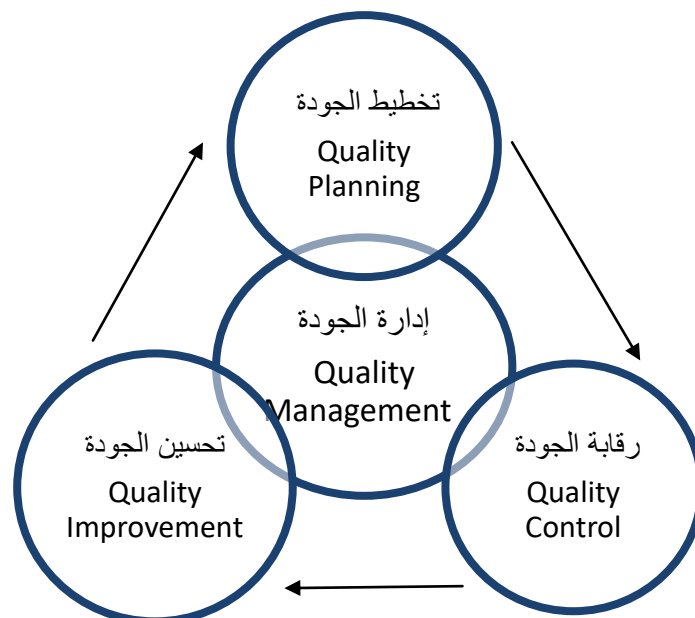 تخطيط الجودة
Quality
Planning
إدارة الجودة
Quality
Management
تحسين الجودة
Quality
Improvement
رقابة الجودة
Quality
Control